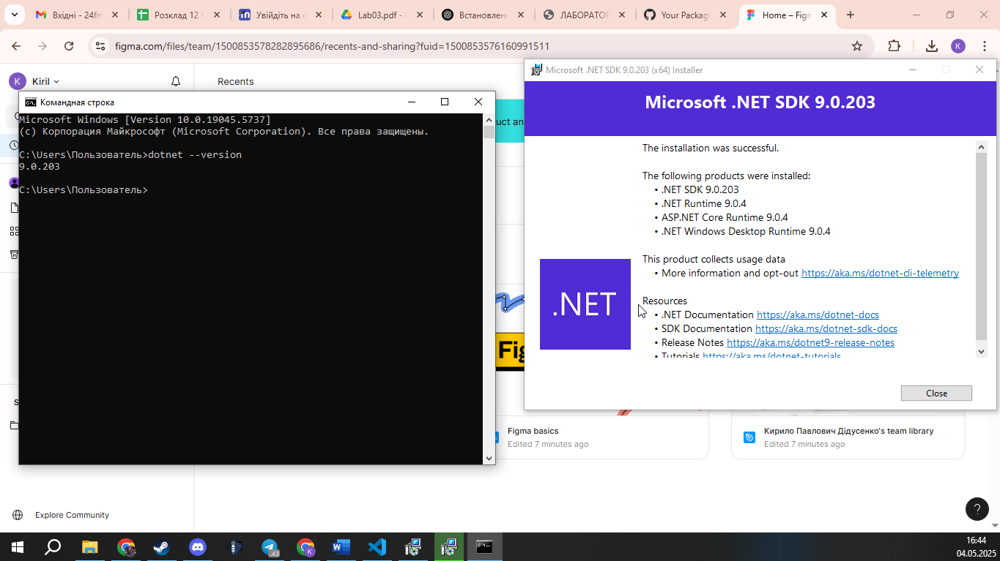 Вхідні - 24fm
Розклад 12 т
Увійдіть на с
Lab03.pdf - G
Встановлен
ЛАБОРАТОР
Your Package
Home – Figm
figma.com/files/team/1500853578282895686/recents-and-sharing?fuid=1500853576160991511
K
K
Kiril
Recents
uct an
Командная строка
Microsoft Windows [Version 10.0.19045.5737]
(c) Корпорация Майкрософт (Microsoft Corporation). Все права защищены.
C:\Users\Пользователь>dotnet --version
9.0.203
C:\Users\Пользователь>
Microsoft .NET SDK 9.0.203 (x64) Installer
Microsoft .NET SDK 9.0.203
The installation was successful.
The following products were installed:
• .NET SDK 9.0.203
• .NET Runtime 9.0.4
• ASP.NET Core Runtime 9.0.4
• .NET Windows Desktop Runtime 9.0.4
This product collects usage data
• More information and opt-out https://aka.ms/dotnet-cli-telemetry
Resources
• .NET Documentation https://aka.ms/dotnet-docs
• SDK Documentation https://aka.ms/dotnet-sdk-docs
• Release Notes https://aka.ms/dotnet9-release-notes
• Tutorials https://aka.ms/dotnet-tutorials
.NET
Close
Fig
S
Figma basics
Edited 7 minutes ago
Кирило Павлович Дідусенко's team library
Edited 7 minutes ago
Explore Community
?
43
K
16:44
04.05.2025